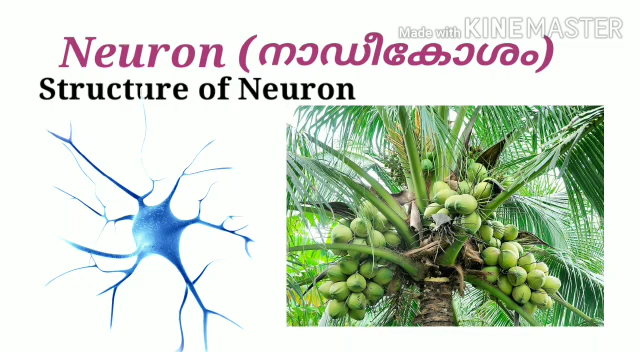 Made with KINEMASTER
Neuron (നാഡീകോശം)
Structure of Neuron